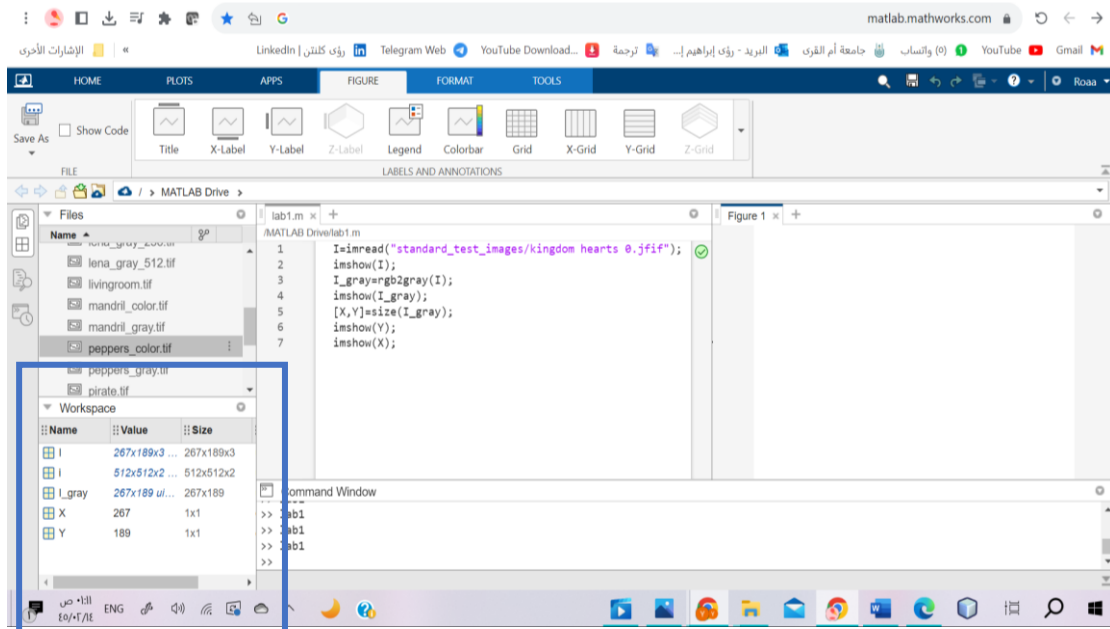 matlab.mathworks.com
Gmail
YouTube
(٥) واتساب
جامعة أم القرى
البريد - رؤى إبراهيم إ...
ترجمة
YouTube Download...
Telegram Web
رؤى كلنتن | LinkedIn
»
الإشارات الأخرى
HOME PLOTS APPS FIGURE FORMAT TOOLS Roaa
Save As
Show Code
Title X-Label Y-Label Z-Label Legend Colorbar Grid X-Grid Y-Grid Z-Grid
FILE LABELS AND ANNOTATIONS
/ > MATLAB Drive >
Files
Name
lena_gray_512.tif
livingroom.tif
mandril_color.tif
mandril_gray.tif
peppers_color.tif
peppers_gray.tif
pirate.tif
lab1.m × +
/MATLAB Drive/lab1.m
1 I=imread("standard_test_images/kingdom hearts 0.jfif");
2 imshow(I);
3 I_gray=rgb2gray(I);
4 imshow(I_gray);
5 [X,Y]=size(I_gray);
6 imshow(Y);
7 imshow(X);
Figure 1 × +
Workspace
Name Value Size
I 267x189x3 ... 267x189x3
I 512x512x2 ... 512x512x2
I_gray 267x189 ui... 267x189
X 267 1x1
Y 189 1x1
Command Window
>> lab1
>> lab1
>> lab1
>>
ENG